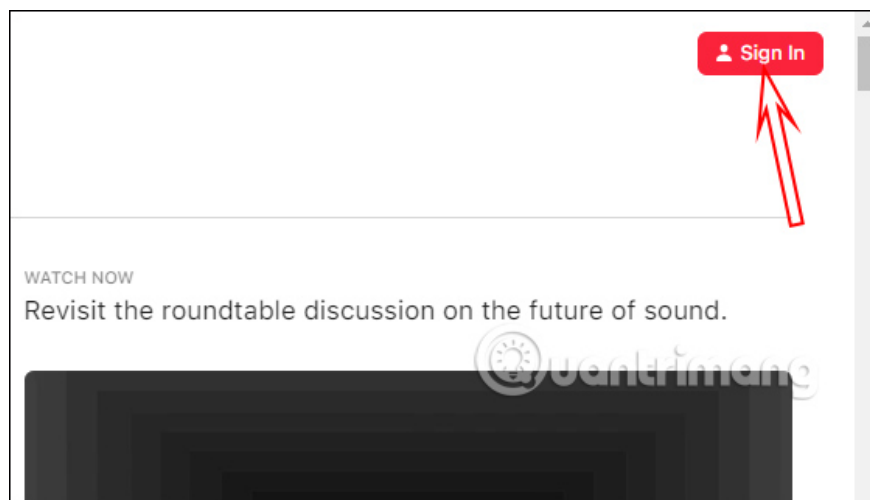 Sign In
WATCH NOW
Revisit the roundtable discussion on the future of sound.
Quantrimang